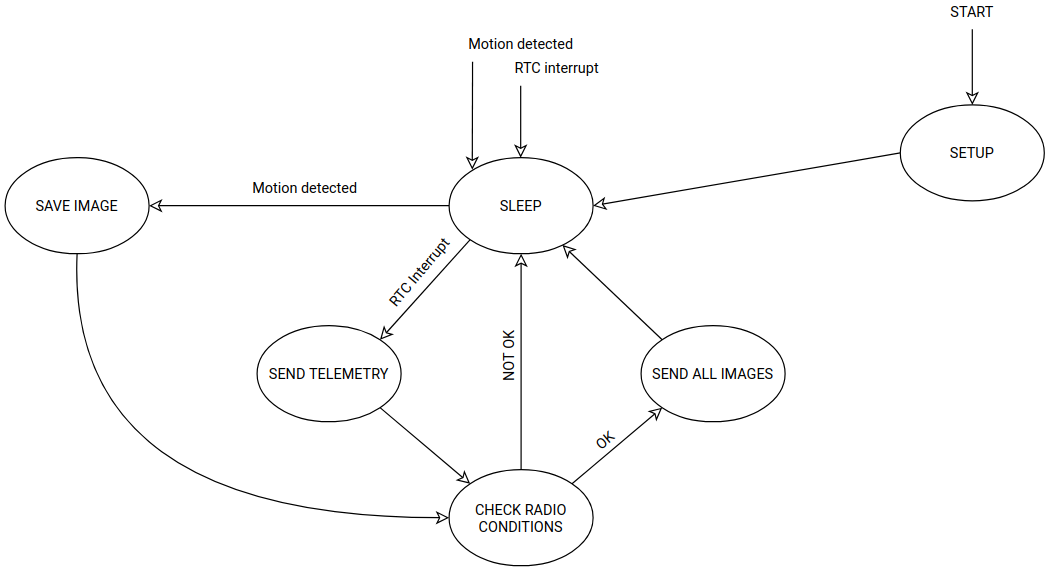 START
Motion detected
RTC interrupt
SETUP
Motion detected
SAVE IMAGE
SLEEP
RTC Interrupt
NOT OK
SEND TELEMETRY
SEND ALL IMAGES
OK
CHECK RADIO
CONDITIONS